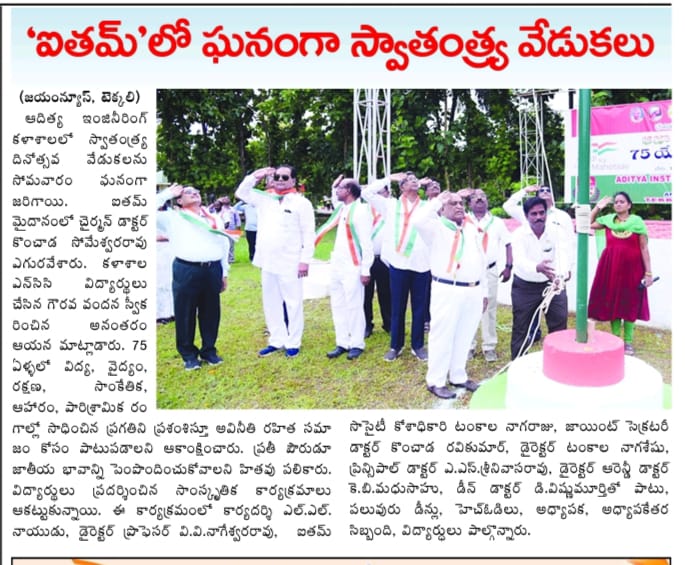 ‘ఐతమ్’లో ఘనంగా స్వాతంత్ర్య వేడుకలు
(జయంన్యూస్, టెక్కలి)
ఆదిత్య ఇంజినీరింగ్
కళాశాలలో స్వాతంత్ర్య
దినోత్సవ వేడుకలను
సోమవారం ఘనంగా
జరిగాయి. ఐతమ్
మైదానంలో ఛైర్మన్ డాక్టర్
కొంచాడ సోమేశ్వరరావు
ఎగురవేశారు. కళాశాల
ఎన్‌సిసి విద్యార్థులు
చేసిన గౌరవ వందన స్వీక
రించిన అనంతరం
ఆయన మాట్లాడారు. 75
ఏళ్ళలో విద్య, వైద్యం,
రక్షణ, సాంకేతిక,
ఆహారం, పారిశ్రామిక రం
గాల్లో సాధించిన ప్రగతిని ప్రశంశిస్తూ అవినీతి రహిత సమా
జం కోసం పాటుపడాలని ఆకాంక్షించారు. ప్రతీ పౌరుడూ
జాతీయ భావాన్ని పెంపొందించుకోవాలని హితవు పలికారు.
విద్యార్థులు ప్రదర్శించిన సాంస్కృతిక కార్యక్రమాలు
ఆకట్టుకున్నాయి. ఈ కార్యక్రమంలో కార్యదర్శి ఎల్.ఎల్.
నాయుడు, డైరెక్టర్ ప్రొఫెసర్ వి.వి.నాగేశ్వరరావు, ఐతమ్
సొసైటీ కోశాధికారి టంకాల నాగరాజు, జాయింట్ సెక్రటరీ
డాక్టర్ కొంచాడ రవికుమార్, డైరెక్టర్ టంకాల నాగశేషు,
ప్రిన్సిపాల్ డాక్టర్ ఎ.ఎస్.శ్రీనివాసరావు, డైరెక్టర్ ఆరెన్డీ డాక్టర్
కె.బి.మధుసాహు, డీన్ డాక్టర్ డి.విష్ణుమూర్తితో పాటు,
పలువురు డీన్లు, హెచ్ఓడిలు, అధ్యాపక, అధ్యాపకేతర
సిబ్బంది, విద్యార్ధులు పాల్గొన్నారు.
75
ADITYA INST